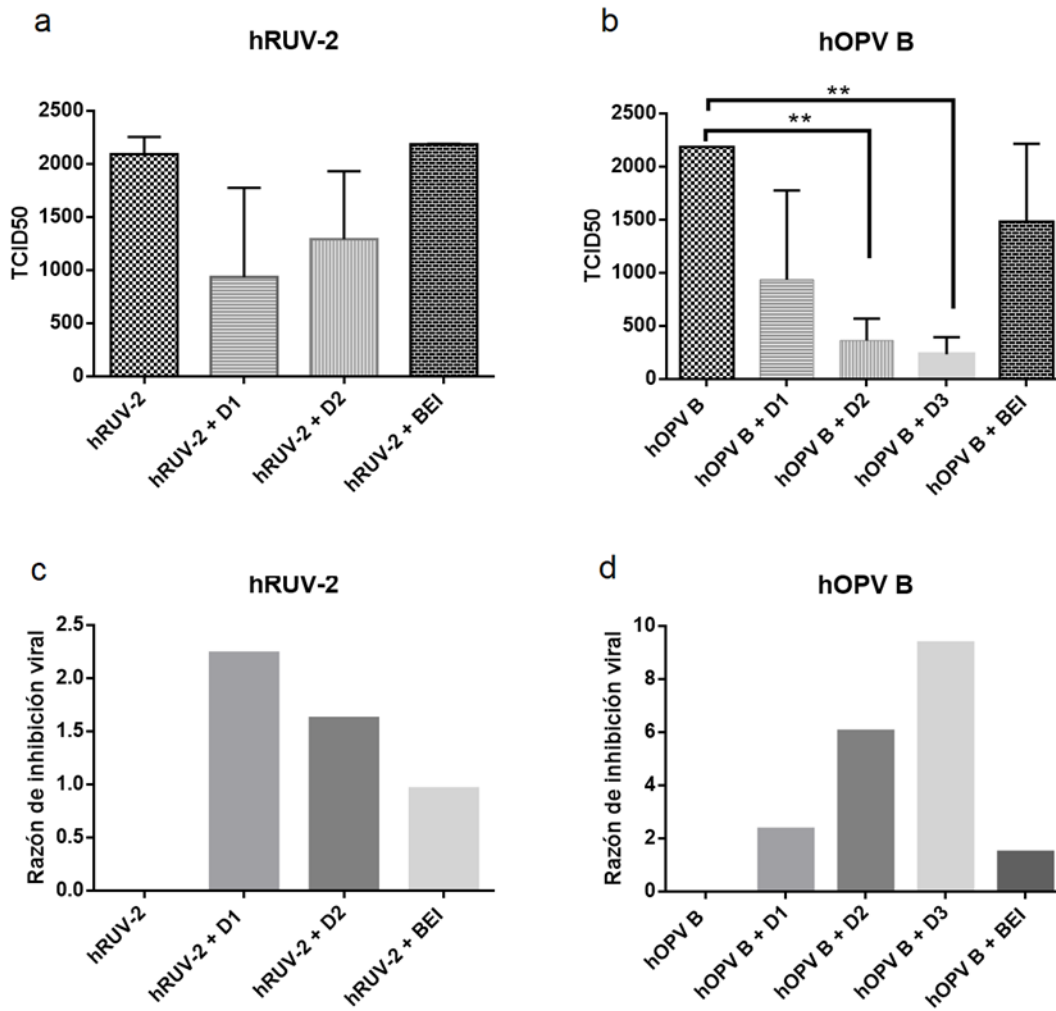 a
hRUV-2
TCID50
2500
2000
1500
1000
500
0
hRUV-2
hRUV-2 + D1
hRUV-2 + D2
hRUV-2 + BEI
b
hOPV B
**
**
TCID50
2500
2000
1500
1000
500
0
hOPV B
hOPV B + D1
hOPV B + D2
hOPV B + D3
hOPV B + BEI
c
hRUV-2
Razón de inhibición viral
2.5
2.0
1.5
1.0
0.5
0.0
hRUV-2
hRUV-2 + D1
hRUV-2 + D2
hRUV-2 + BEI
d
hOPV B
Razón de inhibición viral
10
8
6
4
2
0
hOPV B
hOPV B + D1
hOPV B + D2
hOPV B + D3
hOPV B + BEI